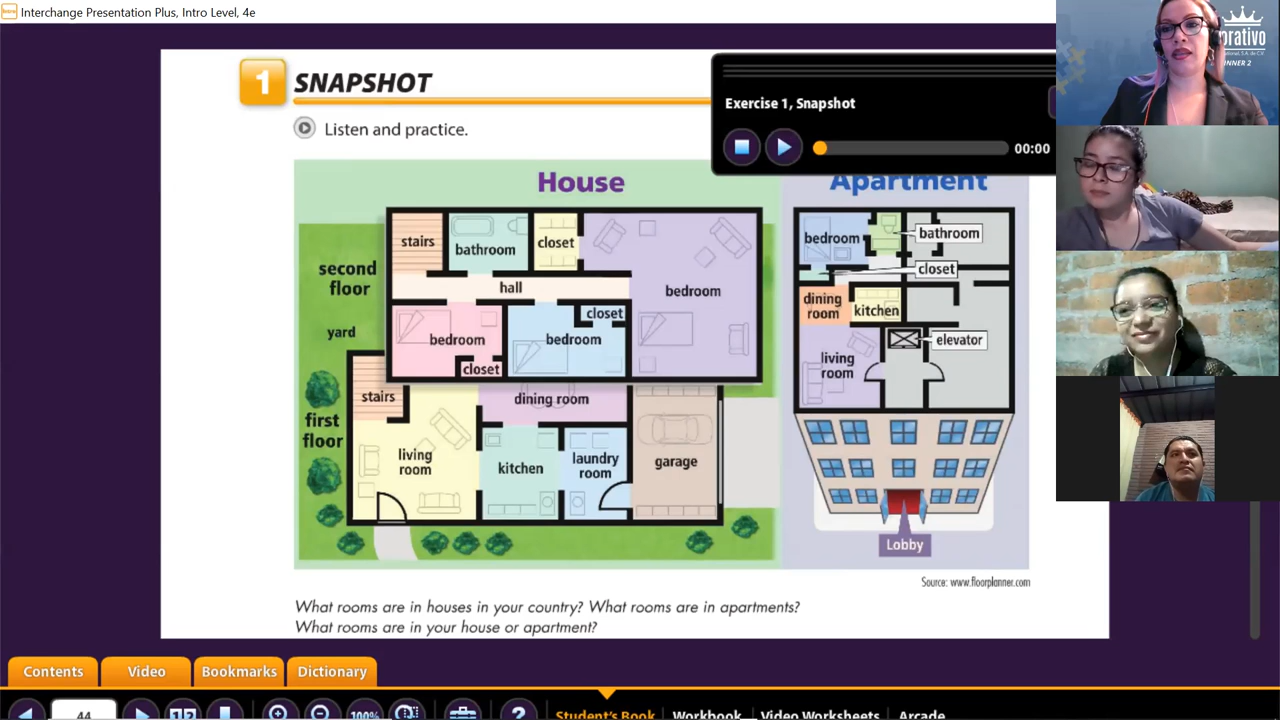 Interchange Presentation Plus, Intro Level, 4e
1 SNAPSHOT
Listen and practice.
Exercise 1, Snapshot
00:00
House
stairs
bathroom
closet
second
floor
hall
bedroom
closet
yard
bedroom
bedroom
closet
stairs
dining room
first
floor
living
room
kitchen
laundry
room
garage
Apartment
bedroom
bathroom
closet
dining
room
kitchen
elevator
living
room
Lobby
Source: www.floorplanner.com
What rooms are in houses in your country? What rooms are in apartments?
What rooms are in your house or apartment?
Contents
Video
Bookmarks
Dictionary
44
100%
?
Student's Book
Workbook
Video Worksheets
Arcade
orativo
NNER 2